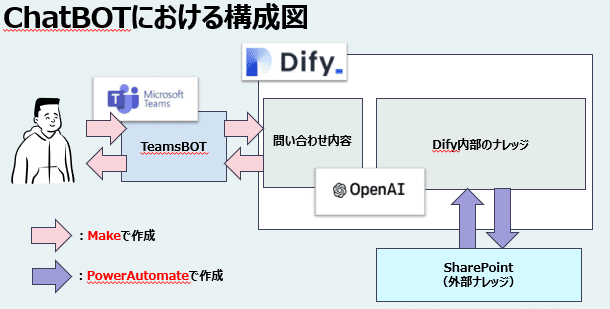 ChatBOTにおける構成図
Dify
Microsoft
Teams
TeamsBOT
問い合わせ内容
Dify内部のナレッジ
OpenAI
：Makeで作成
：PowerAutomateで作成
SharePoint
（外部ナレッジ）